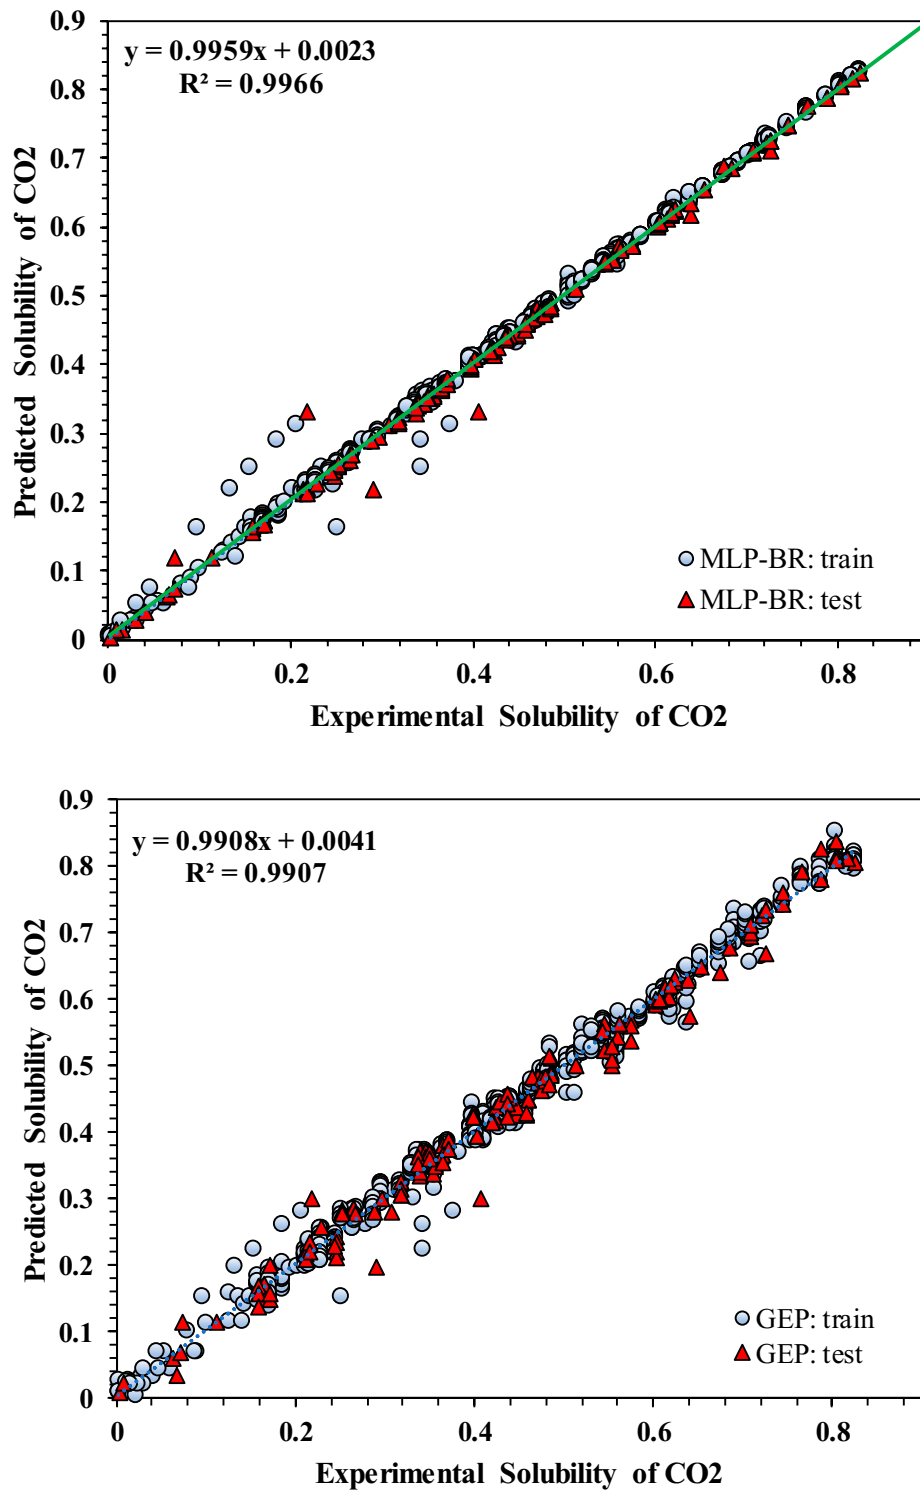 0.9
y = 0.9959x + 0.0023
R² = 0.9966
0.8
0.7
0.6
0.5
0.4
0.3
0.2
0.1
0
Predicted Solubility of CO2
MLP-BR: train
MLP-BR: test
0 0.2 0.4 0.6 0.8
Experimental Solubility of CO2
0.9
y = 0.9908x + 0.0041
R² = 0.9907
0.8
0.7
0.6
0.5
0.4
0.3
0.2
0.1
0
Predicted Solubility of CO2
GEP: train
GEP: test
0 0.2 0.4 0.6 0.8
Experimental Solubility of CO2